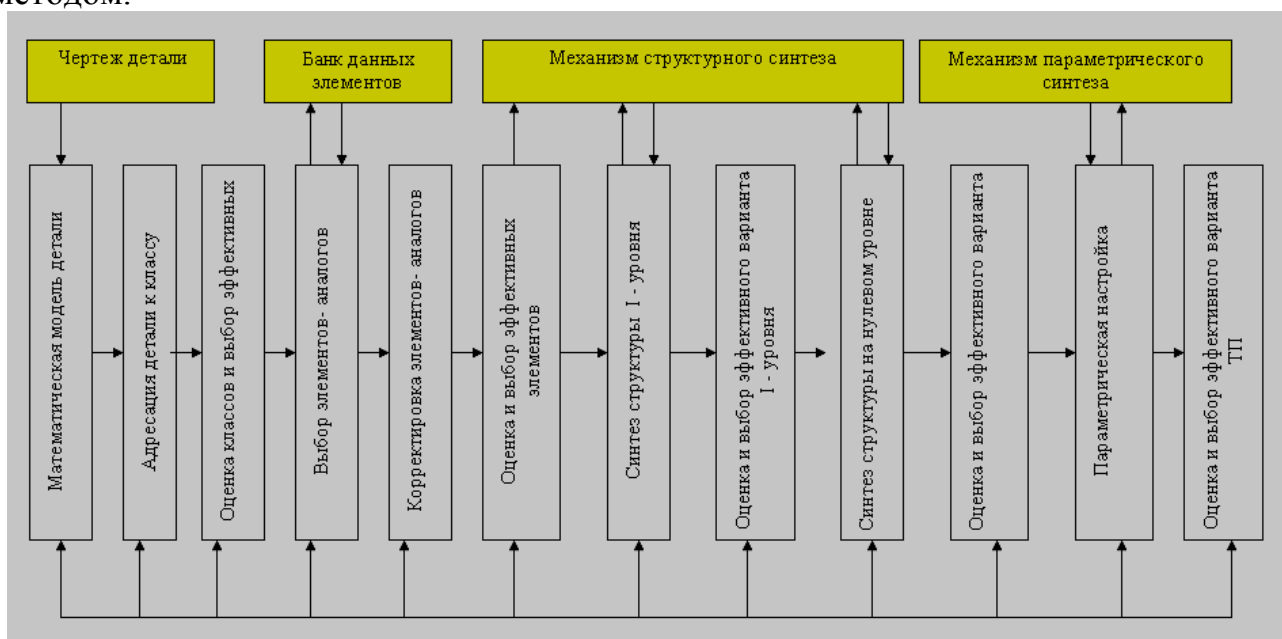 методом.
Чертеж детали
Банк данных
элементов
Механизм структурного синтеза
Механизм параметрического
синтеза
Математическая модель детали
Адресация детали к классу
Оценка классов и выбор эффективных
Выбор элементов- аналогов
Корректировка элементов- аналогов
Оценка и выбор эффективных
элементов
Синтез структуры I - уровня
Оценка и выбор эффективного варианта
I - уровня
Синтез структуры на нулевом уровне
Оценка и выбор эффективного варианта
Параметрическая настройка
Оценка и выбор эффективного варианта
ТП